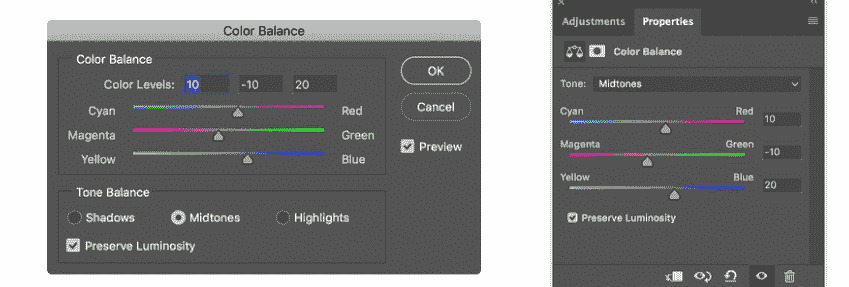 Color Balance
Color Balance
Color Levels: 10 -10 20
Cyan Red
Magenta Green
Yellow Blue
OK
Cancel
Preview
Tone Balance
Shadows Midtones Highlights
Preserve Luminosity
Adjustments Properties
Color Balance
Tone: Midtones
Cyan Red 10
Magenta Green -10
Yellow Blue 20
Preserve Luminosity